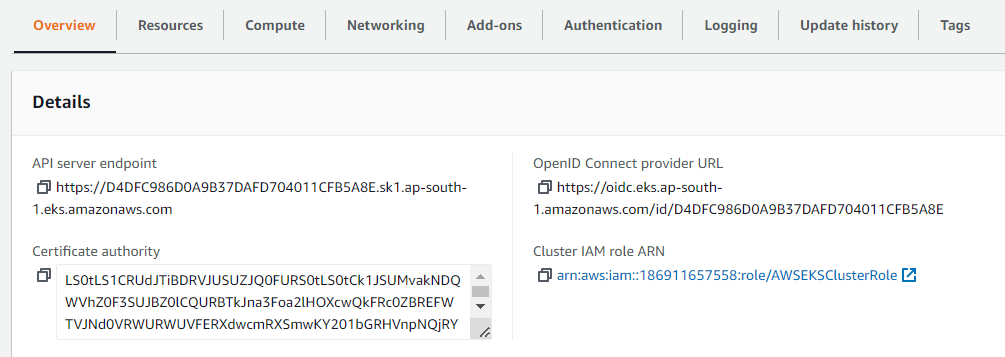 Overview
Resources
Compute
Networking
Add-ons
Authentication
Logging
Update history
Tags
Details
API server endpoint
https://D4DFC986D0A9B37DAFD704011CFB5A8E.sk1.ap-south-
1.eks.amazonaws.com
Certificate authority
LS0tLS1CRUdJTiBDRVJUSUZJQ0FURS0tLS0tCk1JSUMvakNDQ
WVhZ0F3SUJBZ0lCQURBTkJna3Foa2lHOXcwQkFRc0ZBREFW
TVJNd0VRWURWUVFERXdwcmRXSmwKY201bGRHVnpNQjRY
OpenID Connect provider URL
https://oidc.eks.ap-south-
1.amazonaws.com/id/D4DFC986D0A9B37DAFD704011CFB5A8E
Cluster IAM role ARN
arn:aws:iam::186911657558:role/AWSEKSClusterRole